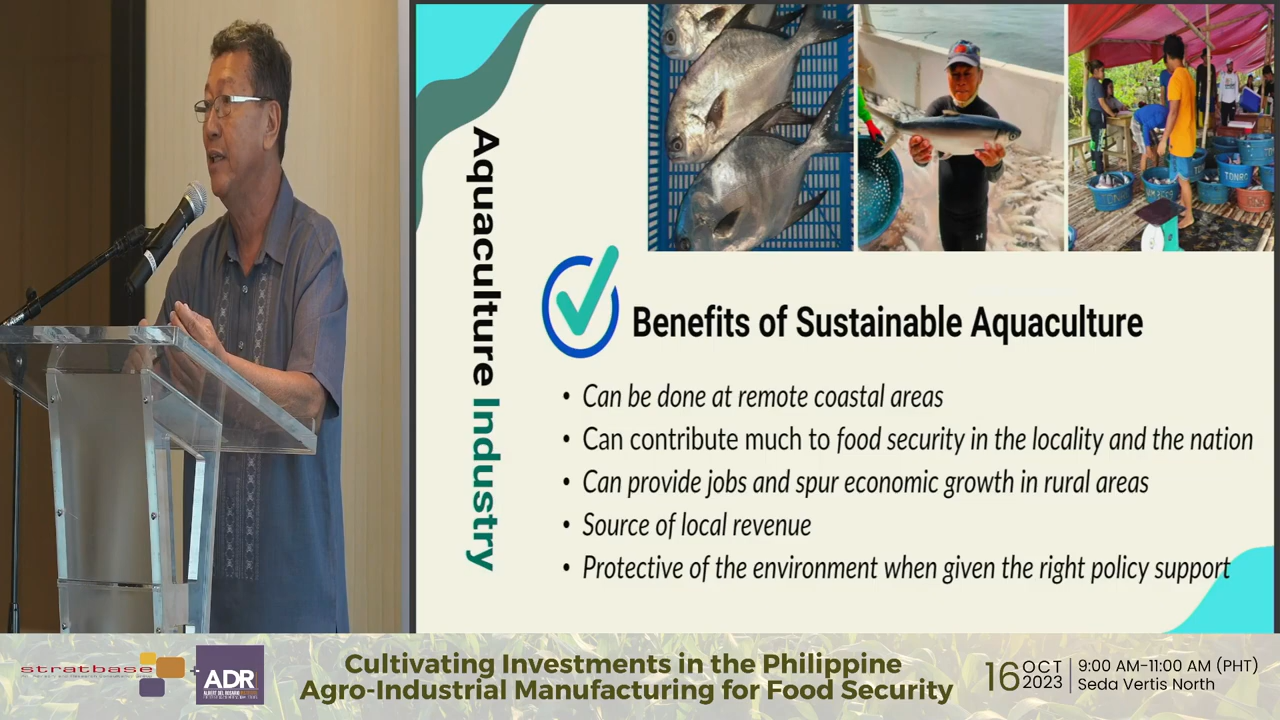 Aquaculture Industry
Benefits of Sustainable Aquaculture
• Can be done at remote coastal areas
• Can contribute much to food security in the locality and the nation
• Can provide jobs and spur economic growth in rural areas
• Source of local revenue
• Protective of the environment when given the right policy support
stratbase
+
ADR
Cultivating Investments in the Philippine
Agro-Industrial Manufacturing for Food Security
16 OCT 2023
9:00 AM-11:00 AM (PHT)
Seda Vertis North